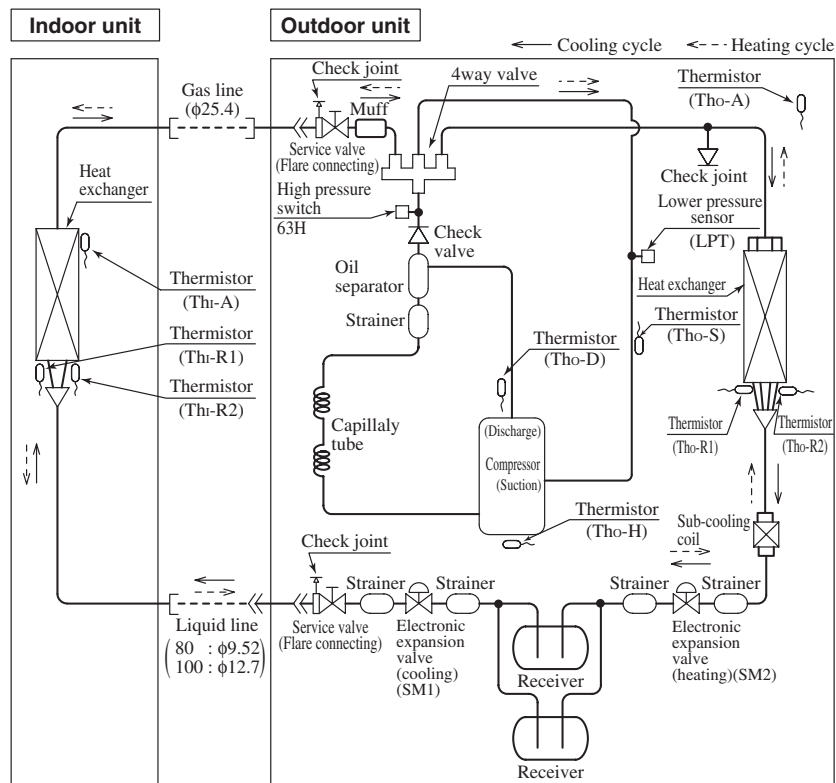 Indoor unit
Outdoor unit
Cooling cycle
Heating cycle
Gas line
(ϕ25.4)
Check joint
Muff
4way valve
Thermistor
(Tho-A)
Service valve
(Flare connecting)
Check joint
Heat
exchanger
High pressure
switch
63H
Check
valve
Lower pressure
sensor
(LPT)
Thermistor
(ThI-A)
Oil
separator
Heat exchanger
Strainer
Thermistor
(Tho-S)
Thermistor
(ThI-R1)
Thermistor
(Tho-D)
Thermistor
(ThI-R2)
Capillaly
tube
(Discharge)
Compressor
(Suction)
Thermistor
(Tho-R1)
Thermistor
(Tho-R2)
Thermistor
(Tho-H)
Sub-cooling
coil
Check joint
Strainer
Strainer
Strainer
Strainer
Liquid line
80 : ϕ9.52
100 : ϕ12.7
Service valve
(Flare connecting)
Electronic
expansion
valve
(cooling)
(SM1)
Receiver
Electronic
expansion
valve
(heating)(SM2)
Receiver